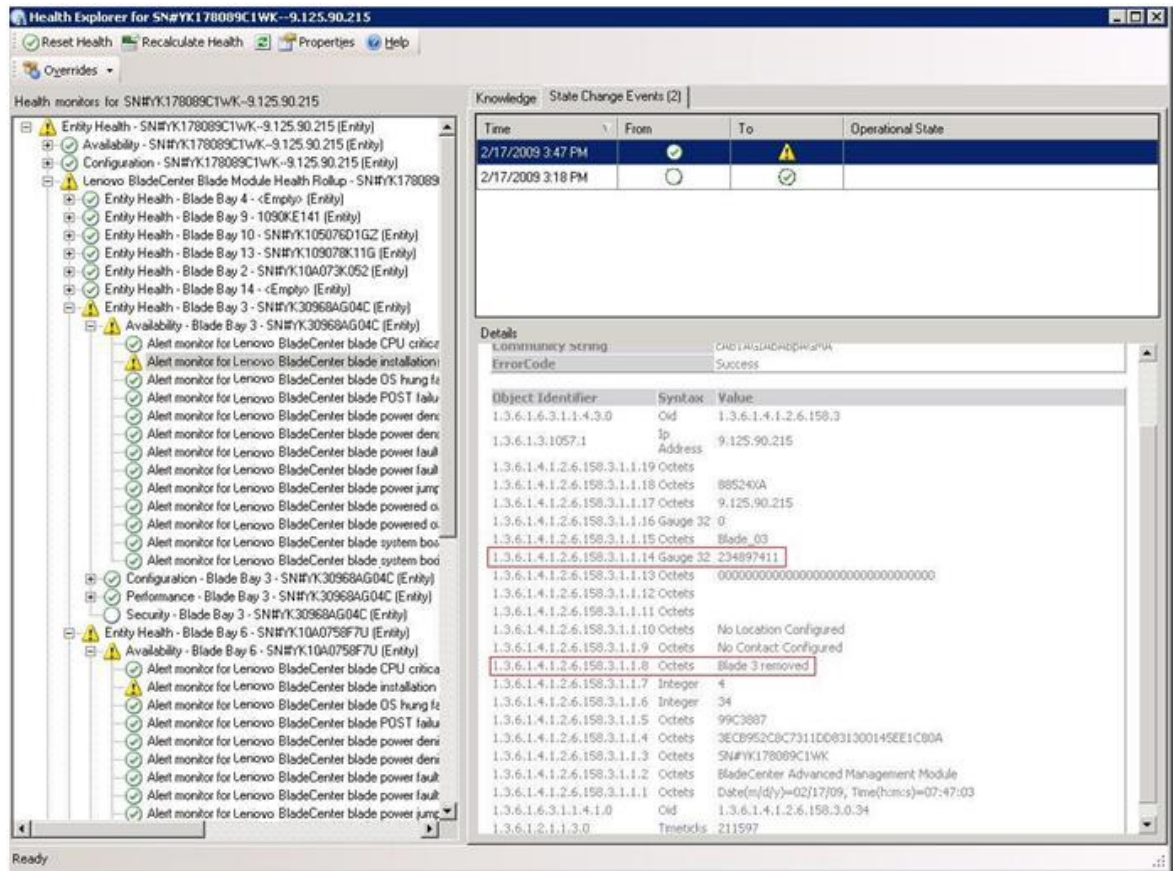 Health Explorer for SN#YK178089C1WK--9.125.90.215
Reset Health Recalculate Health Properties Help
Overrides
Health monitors for SN#YK178089C1WK--9.125.90.215
Entity Health - SN#YK178089C1WK--9.125.90.215 (Entity)
Availability - SN#YK178089C1WK--9.125.90.215 (Entity)
Configuration - SN#YK178089C1WK--9.125.90.215 (Entity)
Lenovo BladeCenter Blade Module Health Rollup - SN#YK178089
Entity Health - Blade Bay 4 - <Empty> (Entity)
Entity Health - Blade Bay 9 - 1090KE141 (Entity)
Entity Health - Blade Bay 10 - SN#YK105076D1GZ (Entity)
Entity Health - Blade Bay 13 - SN#YK109078K11G (Entity)
Entity Health - Blade Bay 2 - SN#YK10A073K052 (Entity)
Entity Health - Blade Bay 14 - <Empty> (Entity)
Entity Health - Blade Bay 3 - SN#YK30968AG04C (Entity)
Availability - Blade Bay 3 - SN#YK30968AG04C (Entity)
Alert monitor for Lenovo BladeCenter blade CPU critica
Alert monitor for Lenovo BladeCenter blade installation
Alert monitor for Lenovo BladeCenter blade OS hung fa
Alert monitor for Lenovo BladeCenter blade POST failu
Alert monitor for Lenovo BladeCenter blade power deni
Alert monitor for Lenovo BladeCenter blade power deni
Alert monitor for Lenovo BladeCenter blade power fault
Alert monitor for Lenovo BladeCenter blade power fault
Alert monitor for Lenovo BladeCenter blade power jump
Alert monitor for Lenovo BladeCenter blade powered o
Alert monitor for Lenovo BladeCenter blade powered o
Alert monitor for Lenovo BladeCenter blade system boa
Alert monitor for Lenovo BladeCenter blade system boo
Configuration - Blade Bay 3 - SN#YK30968AG04C (Entity)
Performance - Blade Bay 3 - SN#YK30968AG04C (Entity)
Security - Blade Bay 3 - SN#YK30968AG04C (Entity)
Entity Health - Blade Bay 6 - SN#YK10A0758F7U (Entity)
Availability - Blade Bay 6 - SN#YK10A0758F7U (Entity)
Alert monitor for Lenovo BladeCenter blade CPU critica
Alert monitor for Lenovo BladeCenter blade installation
Alert monitor for Lenovo BladeCenter blade OS hung fa
Alert monitor for Lenovo BladeCenter blade POST failu
Alert monitor for Lenovo BladeCenter blade power deni
Alert monitor for Lenovo BladeCenter blade power deni
Alert monitor for Lenovo BladeCenter blade power fault
Alert monitor for Lenovo BladeCenter blade power fault
Alert monitor for Lenovo BladeCenter blade power jump
Knowledge State Change Events (2)
Time From To Operational State
2/17/2009 3:47 PM
2/17/2009 3:18 PM
Details
Community String
ErrorCode Success
Object Identifier Syntax Value
1.3.6.1.6.3.1.1.4.3.0 Oid 1.3.6.1.4.1.2.6.158.3
1.3.6.1.3.1057.1 Ip Address 9.125.90.215
1.3.6.1.4.1.2.6.158.3.1.1.19 Octets
1.3.6.1.4.1.2.6.158.3.1.1.18 Octets 88524XA
1.3.6.1.4.1.2.6.158.3.1.1.17 Octets 9.125.90.215
1.3.6.1.4.1.2.6.158.3.1.1.16 Gauge 32 0
1.3.6.1.4.1.2.6.158.3.1.1.15 Octets Blade_03
1.3.6.1.4.1.2.6.158.3.1.1.14 Gauge 32 234897411
1.3.6.1.4.1.2.6.158.3.1.1.13 Octets 00000000000000000000000000000000
1.3.6.1.4.1.2.6.158.3.1.1.12 Octets
1.3.6.1.4.1.2.6.158.3.1.1.11 Octets
1.3.6.1.4.1.2.6.158.3.1.1.10 Octets No Location Configured
1.3.6.1.4.1.2.6.158.3.1.1.9 Octets No Contact Configured
1.3.6.1.4.1.2.6.158.3.1.1.8 Octets Blade 3 removed
1.3.6.1.4.1.2.6.158.3.1.1.7 Integer 4
1.3.6.1.4.1.2.6.158.3.1.1.6 Integer 34
1.3.6.1.4.1.2.6.158.3.1.1.5 Octets 99C3887
1.3.6.1.4.1.2.6.158.3.1.1.4 Octets 3ECB952C8C7311DD831300145EE1C80A
1.3.6.1.4.1.2.6.158.3.1.1.3 Octets SN#YK178089C1WK
1.3.6.1.4.1.2.6.158.3.1.1.2 Octets BladeCenter Advanced Management Module
1.3.6.1.4.1.2.6.158.3.1.1.1 Octets Date(m/d/y)=02/17/09, Time(h:m:s)=07:47:03
1.3.6.1.6.3.1.1.4.1.0 Oid 1.3.6.1.4.1.2.6.158.3.0.34
1.3.6.1.2.1.1.3.0 Timeticks 211597
Ready